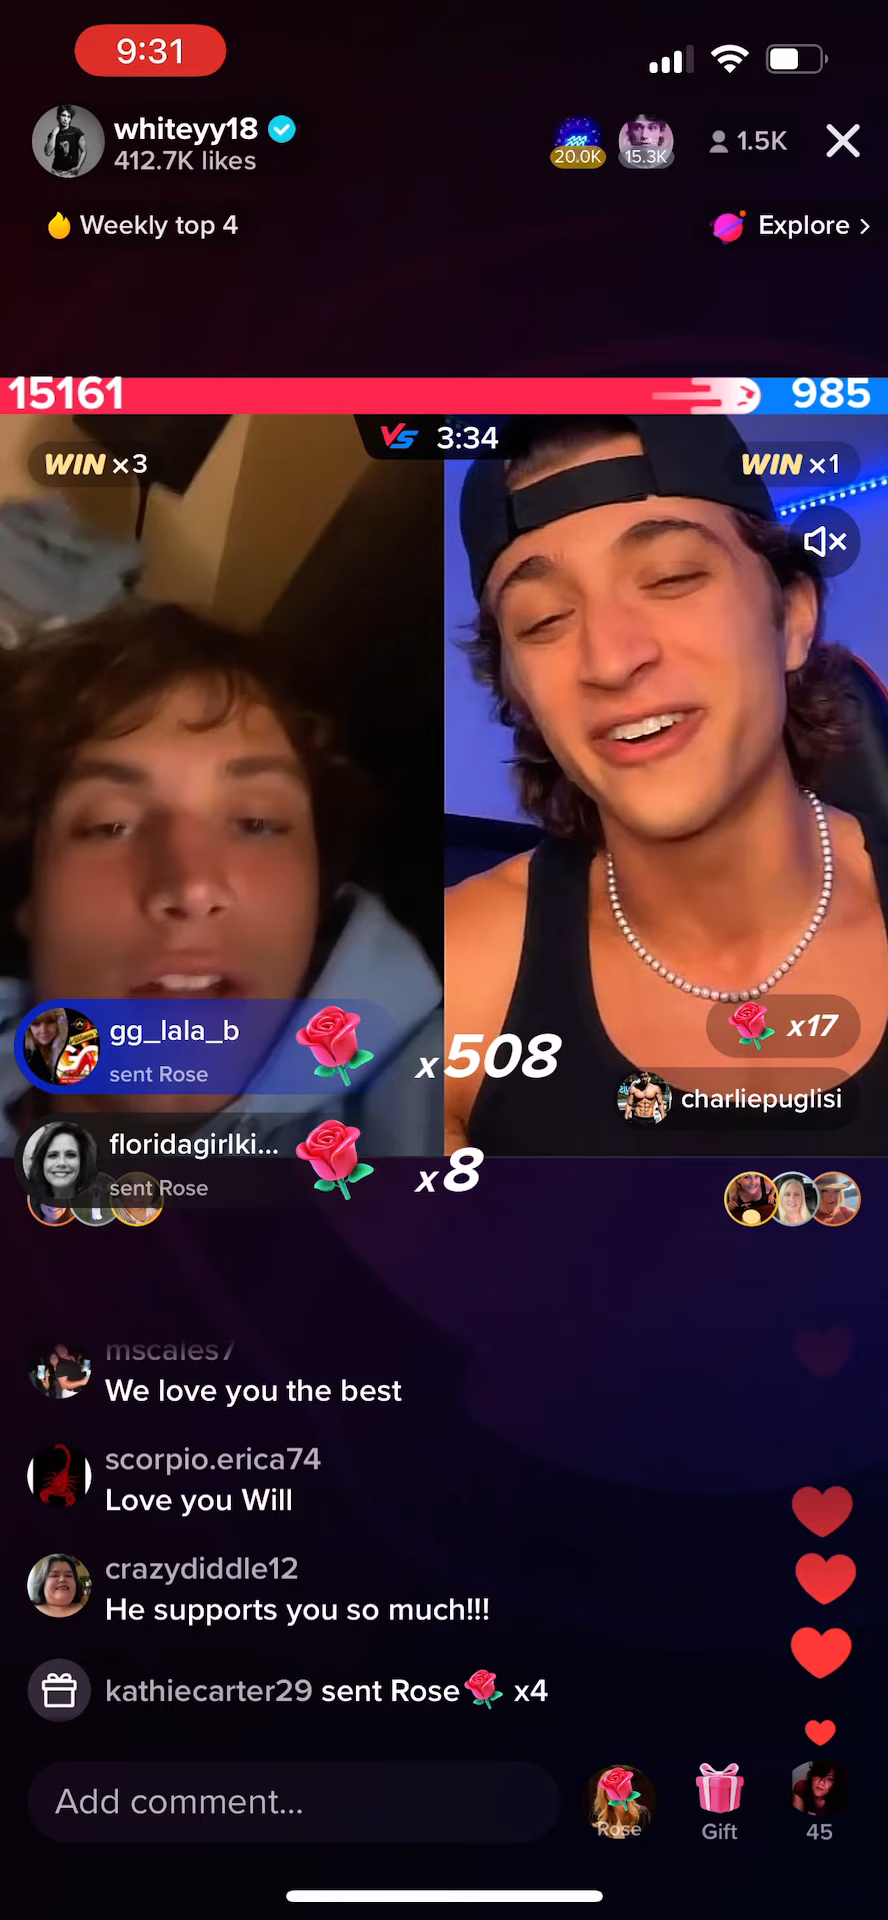 9:31
whiteyy18
412.7K likes
20.0K
15.3K
1.5K
Weekly top 4
Explore >
15161
985
VS 3:34
WIN x3
WIN x1
gg_lala_b
sent Rose
x508
x17
charliepuglisi
floridagirlki...
sent Rose
x8
mscales7
We love you the best
scorpio.erica74
Love you Will
crazydiddle12
He supports you so much!!!
kathiecarter29 sent Rose x4
Add comment...
Rose
Gift
45